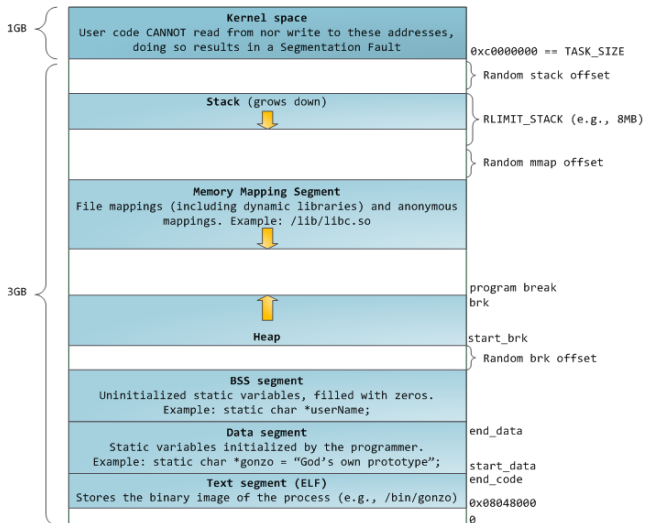 Kernel space
1GB
User code CANNOT read from nor write to these addresses,
doing so results in a Segmentation Fault
0xc0000000 == TASK_SIZE
Random stack offset
Stack (grows down)
RLIMIT_STACK (e.g., 8MB)
Random mmap offset
Memory Mapping Segment
File mappings (including dynamic libraries) and anonymous
mappings. Example: /lib/libc.so
3GB
program break
brk
Heap
start_brk
Random brk offset
BSS segment
Uninitialized static variables, filled with zeros.
Example: static char *userName;
Data segment
end_data
Static variables initialized by the programmer.
Example: static char *gonzo = “God’s own prototype”;
start_data
Text segment (ELF)
end_code
Stores the binary image of the process (e.g., /bin/gonzo)
0x08048000
0